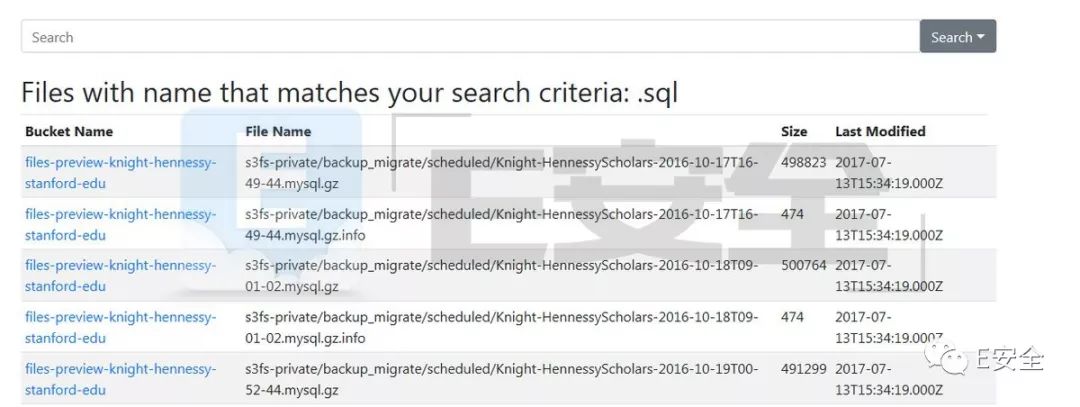 Search
Search
Files with name that matches your search criteria: .sql
Bucket Name File Name Size Last Modified
files-preview-knight-hennessy- s3fs-private/backup_migrate/scheduled/Knight-HennessyScholars-2016-10-17T16- 498823 2017-07-
stanford-edu 49-44.mysql.gz 13T15:34:19.000Z
files-preview-knight-hennessy- s3fs-private/backup_migrate/scheduled/Knight-HennessyScholars-2016-10-17T16- 474 2017-07-
stanford-edu 49-44.mysql.gz.info 13T15:34:19.000Z
files-preview-knight-hennessy- s3fs-private/backup_migrate/scheduled/Knight-HennessyScholars-2016-10-18T09- 500764 2017-07-
stanford-edu 01-02.mysql.gz 13T15:34:19.000Z
files-preview-knight-hennessy- s3fs-private/backup_migrate/scheduled/Knight-HennessyScholars-2016-10-18T09- 474 2017-07-
stanford-edu 01-02.mysql.gz.info 13T15:34:19.000Z
files-preview-knight-hennessy- s3fs-private/backup_migrate/scheduled/Knight-HennessyScholars-2016-10-19T00- 491299 2017-07-
stanford-edu 52-44.mysql.gz 13T15:34:19.000Z
E E安全
E安全